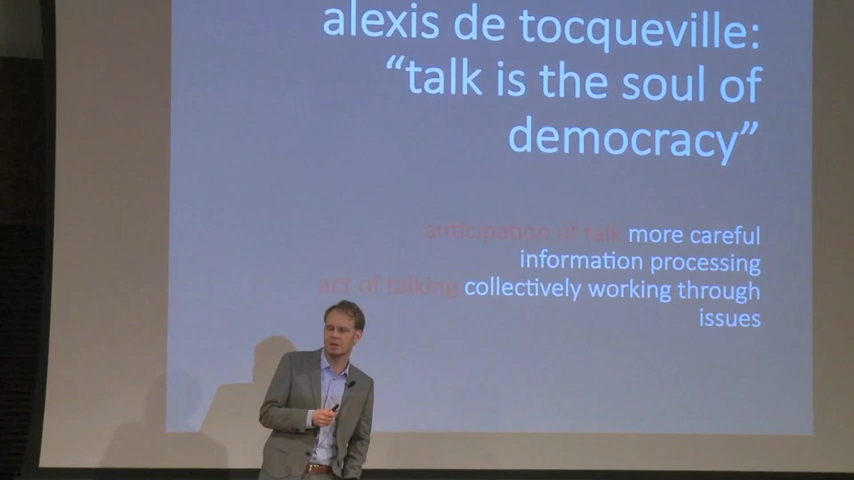 alexis de tocqueville:
“talk is the soul of
democracy”
anticipation of talk more careful
information processing
act of talking collectively working through
issues